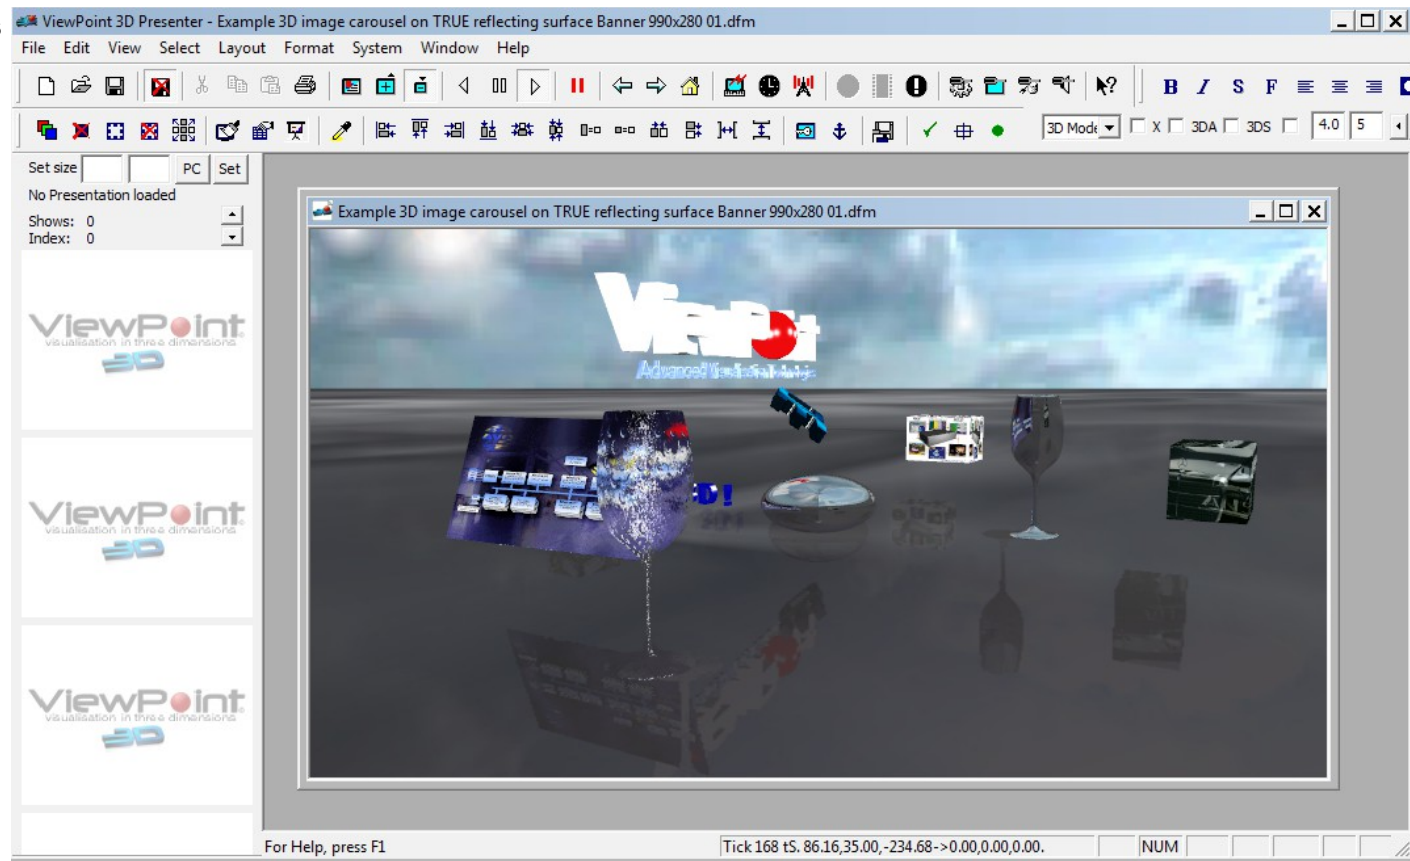 ViewPoint 3D Presenter - Example 3D image carousel on TRUE reflecting surface Banner 990x280 01.dfm
File Edit View Select Layout Format System Window Help
B I S F
3D Mode X 3DA 3DS 4.0 5
Set size PC Set
No Presentation loaded
Shows: 0
Index: 0
Example 3D image carousel on TRUE reflecting surface Banner 990x280 01.dfm
ViewPoint
Advanced
D!
ViewPoint
visualisation in three dimensions
3D
ViewPoint
visualisation in three dimensions
3D
ViewPoint
visualisation in three dimensions
3D
For Help, press F1
Tick 168 tS. 86.16,35.00,-234.68->0.00,0.00,0.00.
NUM